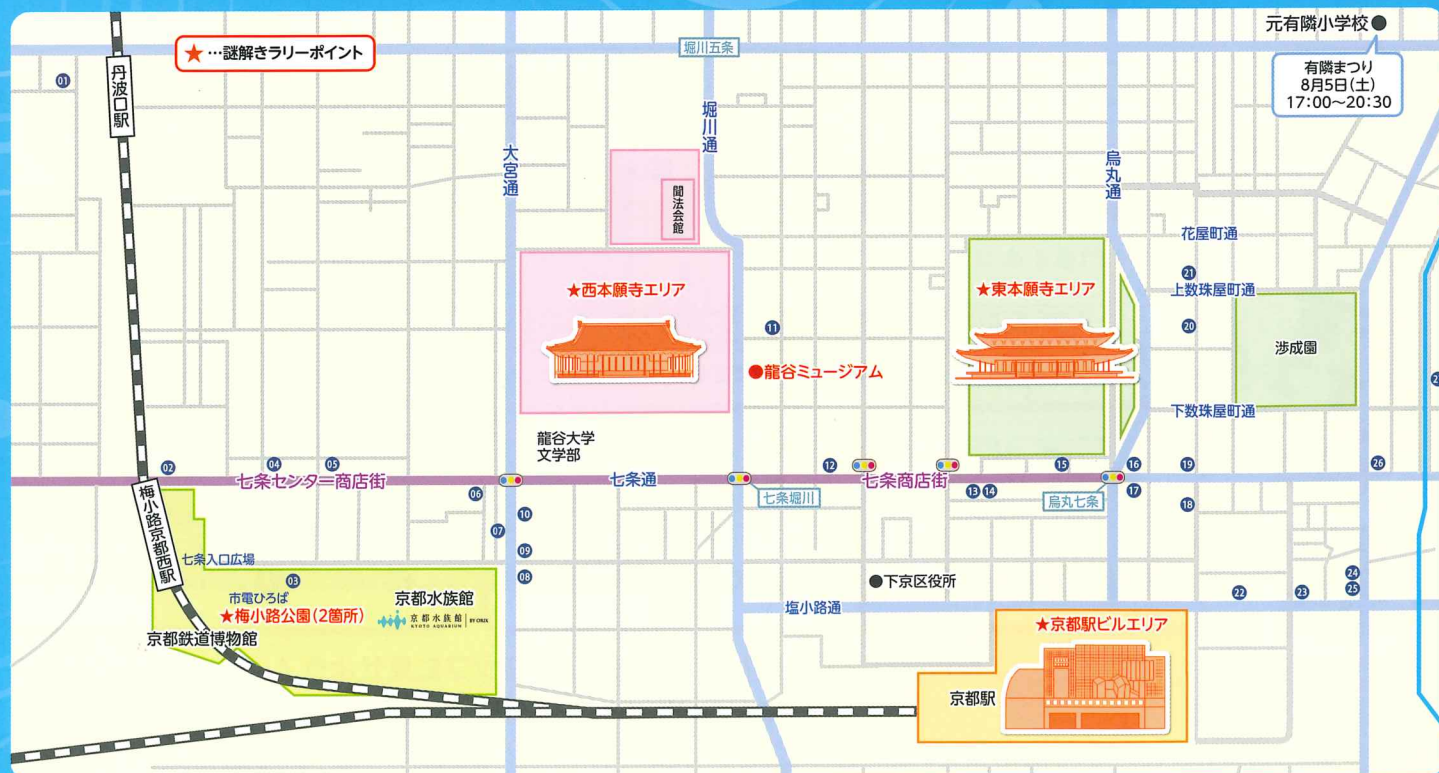 元有隣小学校●
★…謎解きラリーポイント
堀川五条
有隣まつり
8月5日(土)
17:00〜20:30
01
丹波口駅
堀川通
大宮通
烏丸通
聞法会館
花屋町通
21
★西本願寺エリア
★東本願寺エリア
上数珠屋町通
11
20
渉成園
●龍谷ミュージアム
下数珠屋町通
龍谷大学
文学部
02
04
05
12
15
16
19
26
七条センター商店街
七条通
七条商店街
06
七条堀川
13
14
烏丸七条
17
18
梅小路京都西駅
10
07
09
七条入口広場
03
08
●下京区役所
24
25
22
23
市電ひろば
京都水族館
★梅小路公園(2箇所)
京都水族館
KYOTO AQUARIUM
BY ORIX
塩小路通
★京都駅ビルエリア
京都鉄道博物館
京都駅